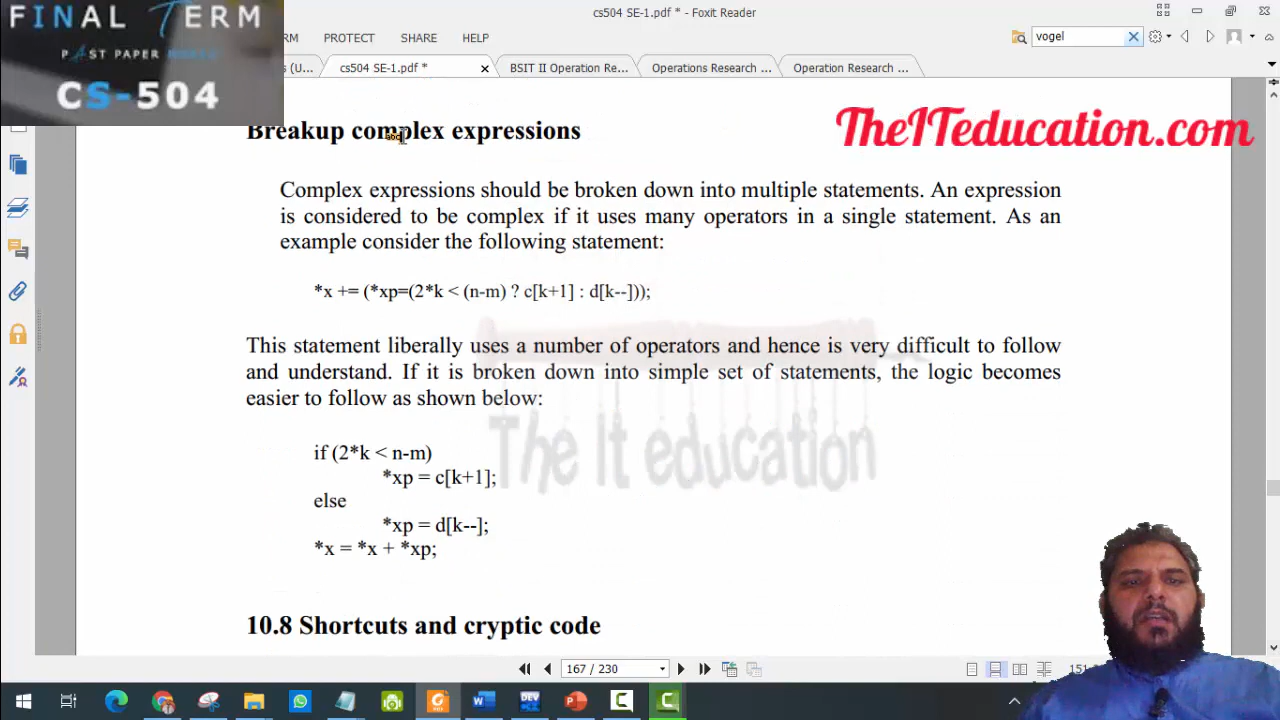 FINAL TERM
PAST PAPER
CS-504
cs504 SE-1.pdf * - Foxit Reader
RM PROTECT SHARE HELP
vogel
s (U... cs504 SE-1.pdf * BSIT II Operation Re... Operations Research ... Operation Research ...
TheITeducation.com
Breakup complex expressions
Complex expressions should be broken down into multiple statements. An expression
is considered to be complex if it uses many operators in a single statement. As an
example consider the following statement:
*x += (*xp=(2*k < (n-m) ? c[k+1] : d[k--]));
This statement liberally uses a number of operators and hence is very difficult to follow
and understand. If it is broken down into simple set of statements, the logic becomes
easier to follow as shown below:
The It education
if (2*k < n-m)
*xp = c[k+1];
else
*xp = d[k--];
*x = *x + *xp;
10.8 Shortcuts and cryptic code
167 / 230
151.